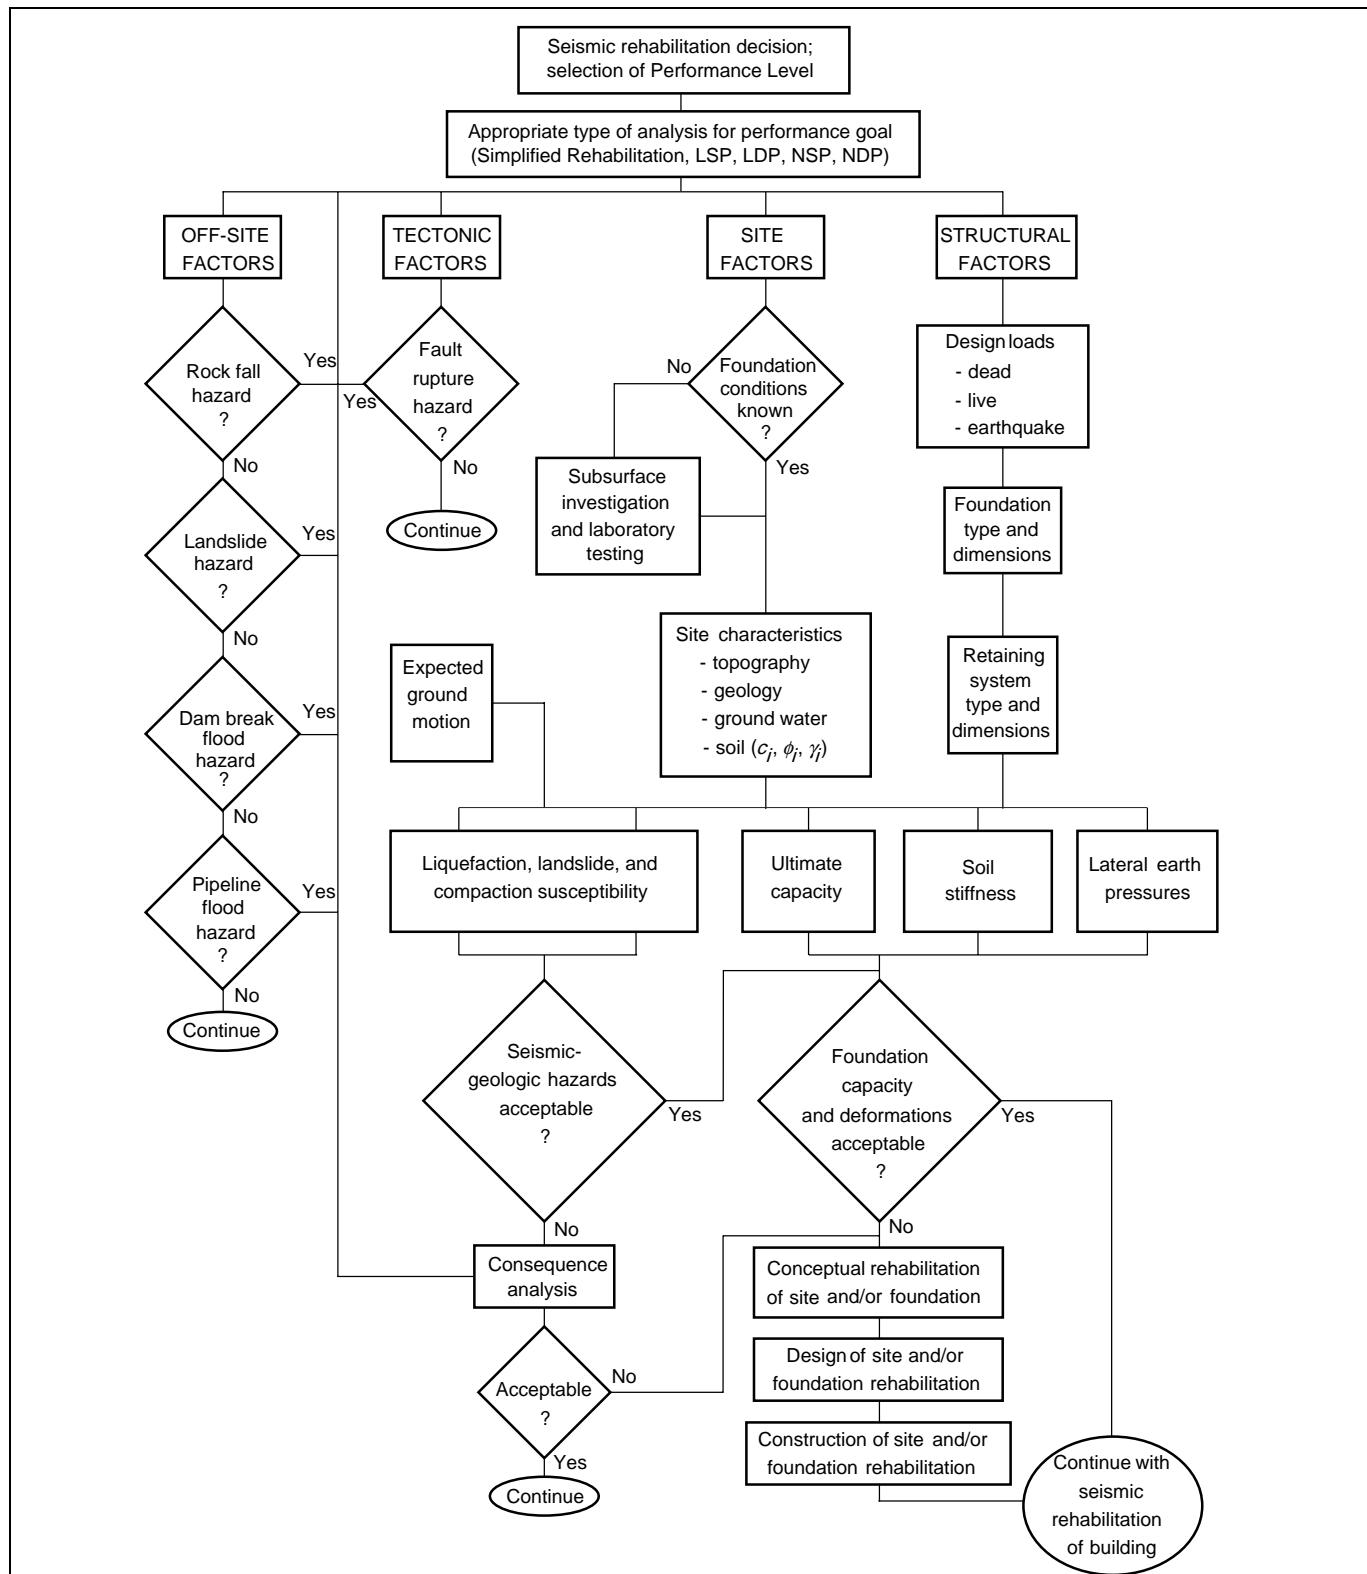 Seismic rehabilitation decision;
selection of Performance Level
Appropriate type of analysis for performance goal
(Simplified Rehabilitation, LSP, LDP, NSP, NDP)
OFF-SITE
FACTORS
TECTONIC
FACTORS
SITE
FACTORS
STRUCTURAL
FACTORS
Rock fall
hazard
?
Yes
No
Fault
rupture
hazard
?
Yes
No
Continue
Foundation
conditions
known
?
No
Yes
Subsurface
investigation
and laboratory
testing
Design loads
- dead
- live
- earthquake
Foundation
type and
dimensions
Landslide
hazard
?
Yes
No
Expected
ground
motion
Site characteristics
- topography
- geology
- ground water
- soil (c_i, ϕ_i, γ_i)
Retaining
system
type and
dimensions
Dam break
flood
hazard
?
Yes
No
Pipeline
flood
hazard
?
Yes
No
Continue
Liquefaction, landslide, and
compaction susceptibility
Ultimate
capacity
Soil
stiffness
Lateral earth
pressures
Seismic-
geologic hazards
acceptable
?
Yes
No
Foundation
capacity
and deformations
acceptable
?
Yes
No
Consequence
analysis
Conceptual rehabilitation
of site and/or foundation
Design of site and/or
foundation rehabilitation
Acceptable
?
No
Yes
Continue
Construction of site and/or
foundation rehabilitation
Continue with
seismic
rehabilitation
of building